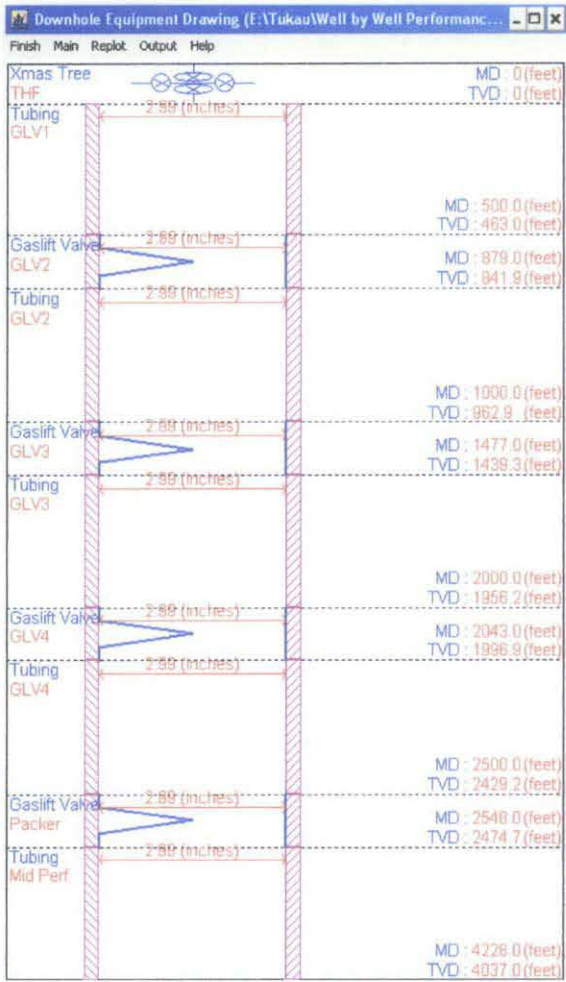 Downhole Equipment Drawing (E:\Tukau\Well by Well Performanc...
Finish Main Replot Output Help
Xmas Tree MD : 0(feet)
THF TVD : 0(feet)
Tubing 2.89 (inches)
GLV1
MD : 500.0(feet)
TVD : 463.0(feet)
Gaslift Valve 2.89 (inches) MD : 879.0(feet)
GLV2 TVD : 841.9(feet)
Tubing 2.89 (inches)
GLV2
MD : 1000.0(feet)
TVD : 962.9 (feet)
Gaslift Valve 2.89 (inches) MD : 1477.0(feet)
GLV3 TVD : 1439.3(feet)
Tubing 2.89 (inches)
GLV3
MD : 2000.0(feet)
TVD : 1956.2(feet)
Gaslift Valve 2.89 (inches) MD : 2043.0(feet)
GLV4 TVD : 1996.9(feet)
Tubing 2.89 (inches)
GLV4
MD : 2500.0(feet)
TVD : 2429.2(feet)
Gaslift Valve 2.89 (inches) MD : 2548.0(feet)
Packer TVD : 2474.7(feet)
Tubing 2.89 (inches)
Mid Perf
MD : 4228.0(feet)
TVD : 4037.0(feet)